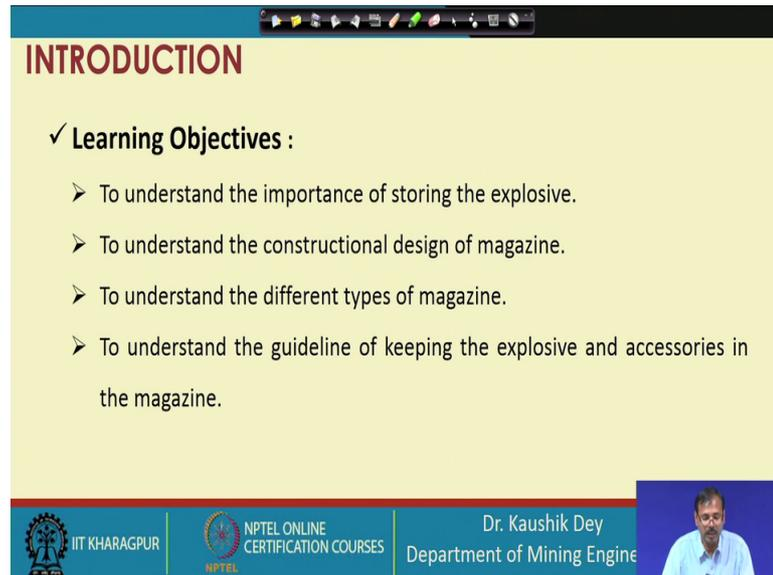 INTRODUCTION
✓ Learning Objectives :
➢ To understand the importance of storing the explosive.
➢ To understand the constructional design of magazine.
➢ To understand the different types of magazine.
➢ To understand the guideline of keeping the explosive and accessories in
the magazine.
IIT KHARAGPUR
NPTEL
NPTEL ONLINE
CERTIFICATION COURSES
Dr. Kaushik Dey
Department of Mining Engine